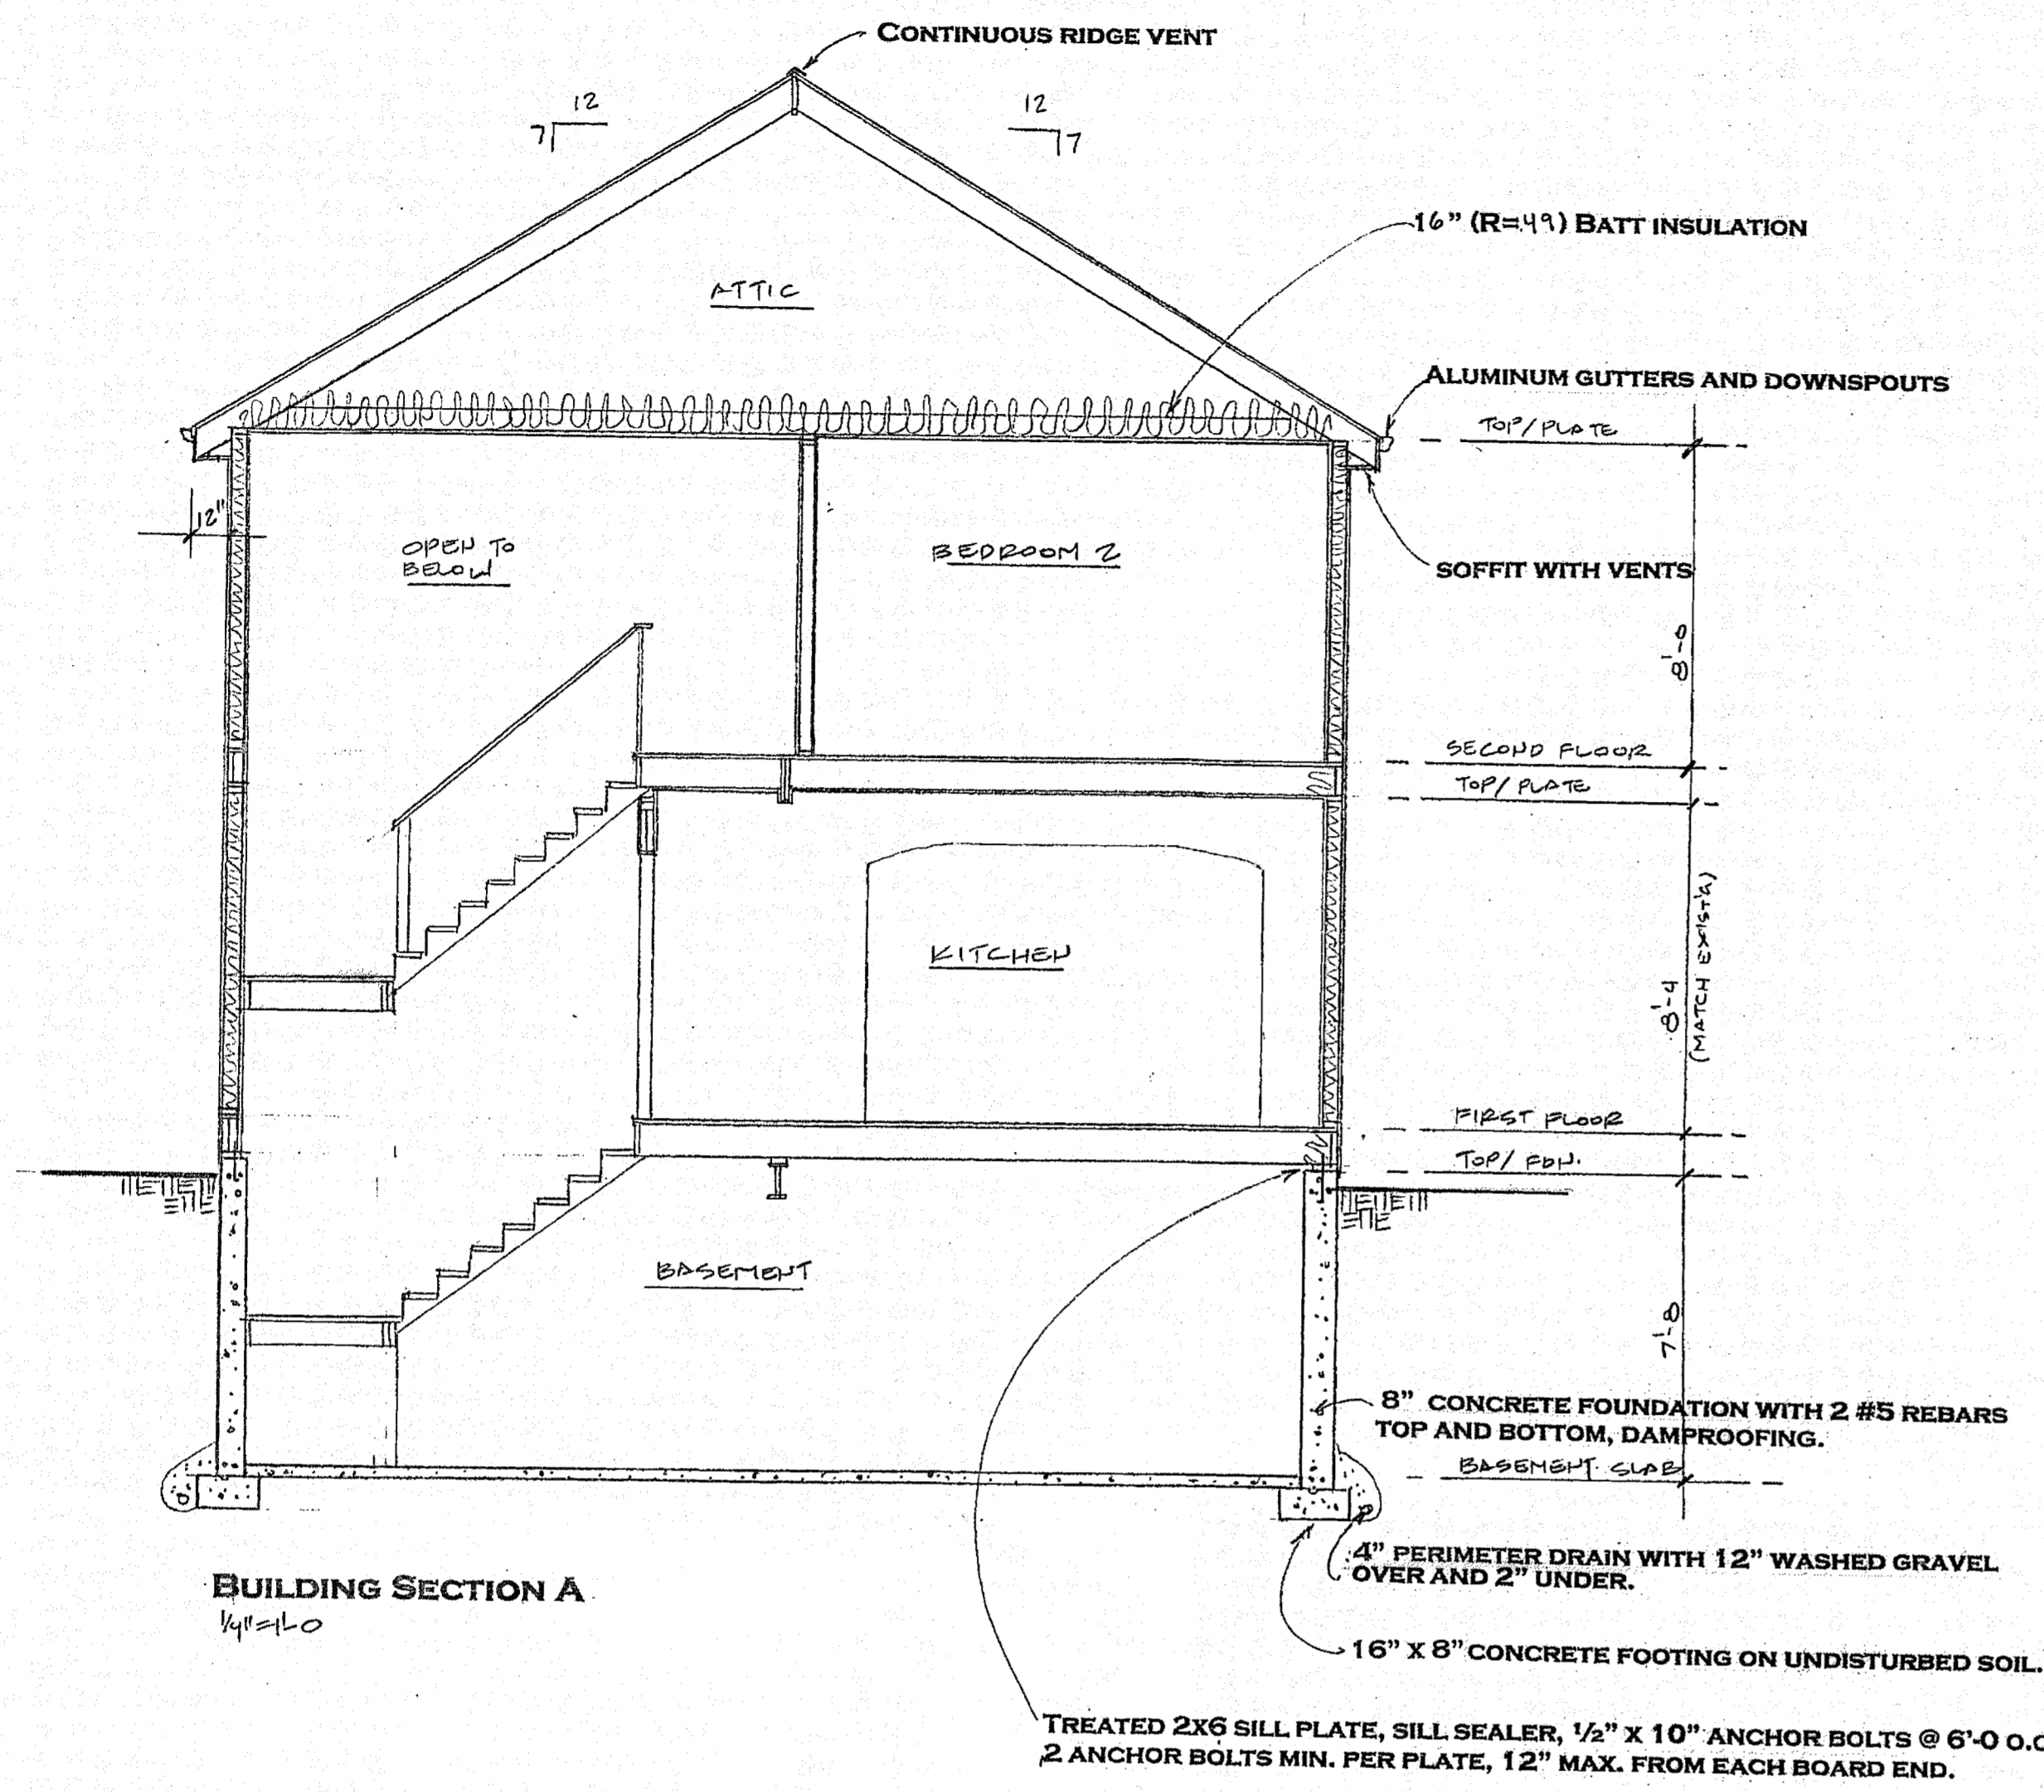 CONTINUOUS RIDGE VENT
12
7
12
7
16" (R=49) BATT INSULATION
ATTIC
ALUMINUM GUTTERS AND DOWNSPOUTS
TOP/PLATE
12"
OPEN TO
BELOW
BEDROOM 2
SOFFIT WITH VENTS
8'-0
SECOND FLOOR
TOP/PLATE
KITCHEN
8'-4
(MATCH EXIST'G)
FIRST FLOOR
TOP/FDN.
BASEMENT
7'-8
8" CONCRETE FOUNDATION WITH 2 #5 REBARS
TOP AND BOTTOM, DAMPROOFING.
BASEMENT SLAB
4" PERIMETER DRAIN WITH 12" WASHED GRAVEL
OVER AND 2" UNDER.
BUILDING SECTION A
1/4"=1'-0
16" X 8" CONCRETE FOOTING ON UNDISTURBED SOIL.
TREATED 2X6 SILL PLATE, SILL SEALER, ½" X 10" ANCHOR BOLTS @ 6'-0 O.C
2 ANCHOR BOLTS MIN. PER PLATE, 12" MAX. FROM EACH BOARD END.